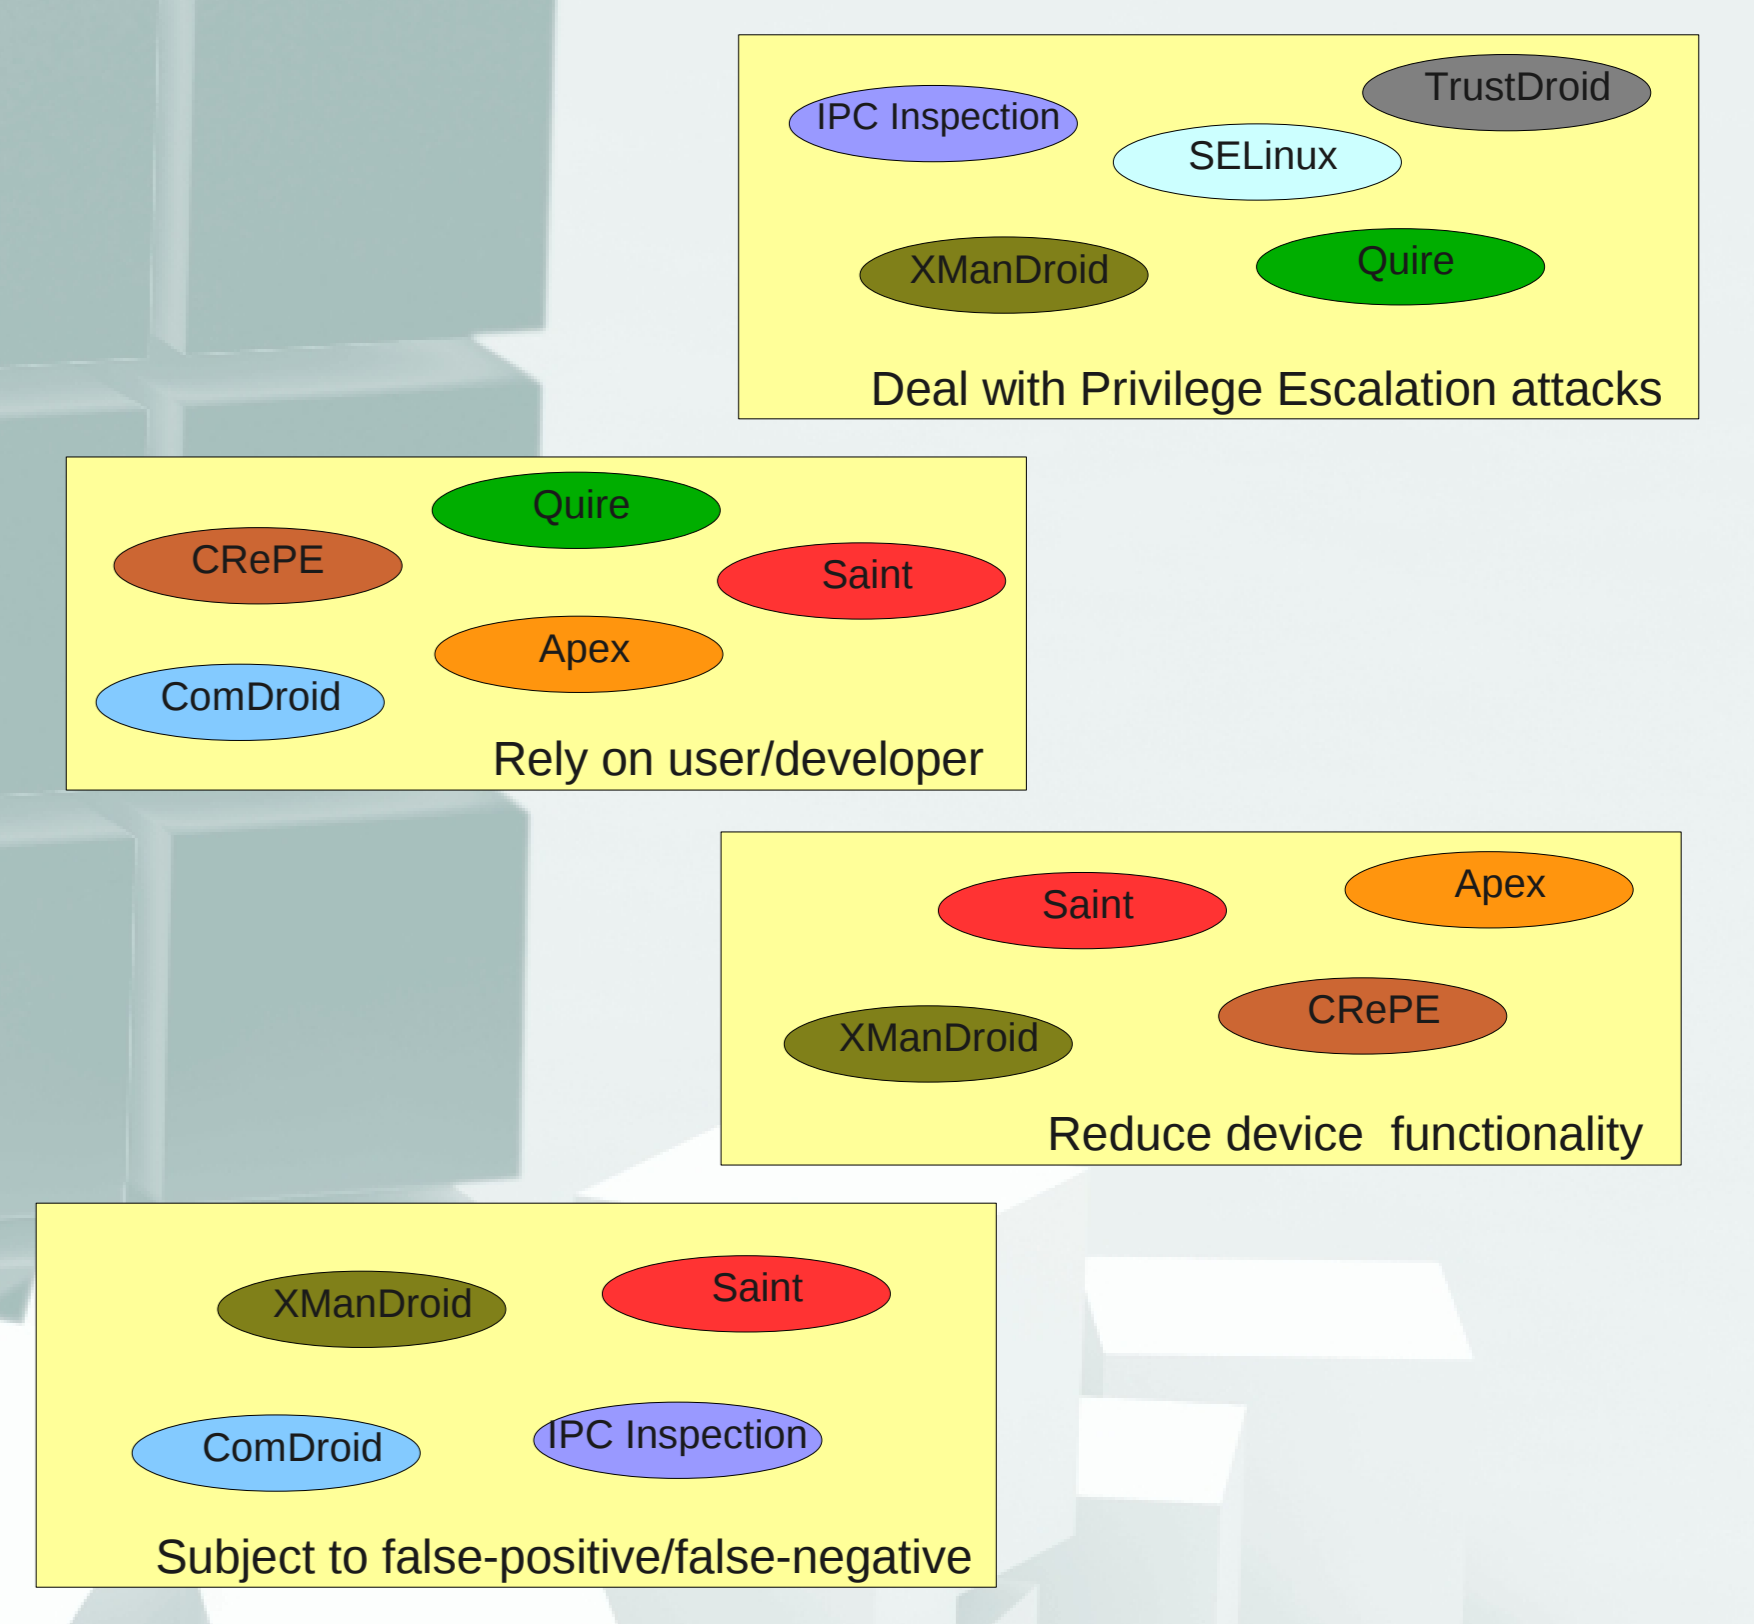 IPC Inspection
TrustDroid
SELinux
XManDroid
Quire
Deal with Privilege Escalation attacks
Quire
CRePE
Saint
Apex
ComDroid
Rely on user/developer
Saint
Apex
XManDroid
CRePE
Reduce device  functionality
XManDroid
Saint
ComDroid
IPC Inspection
Subject to false-positive/false-negative